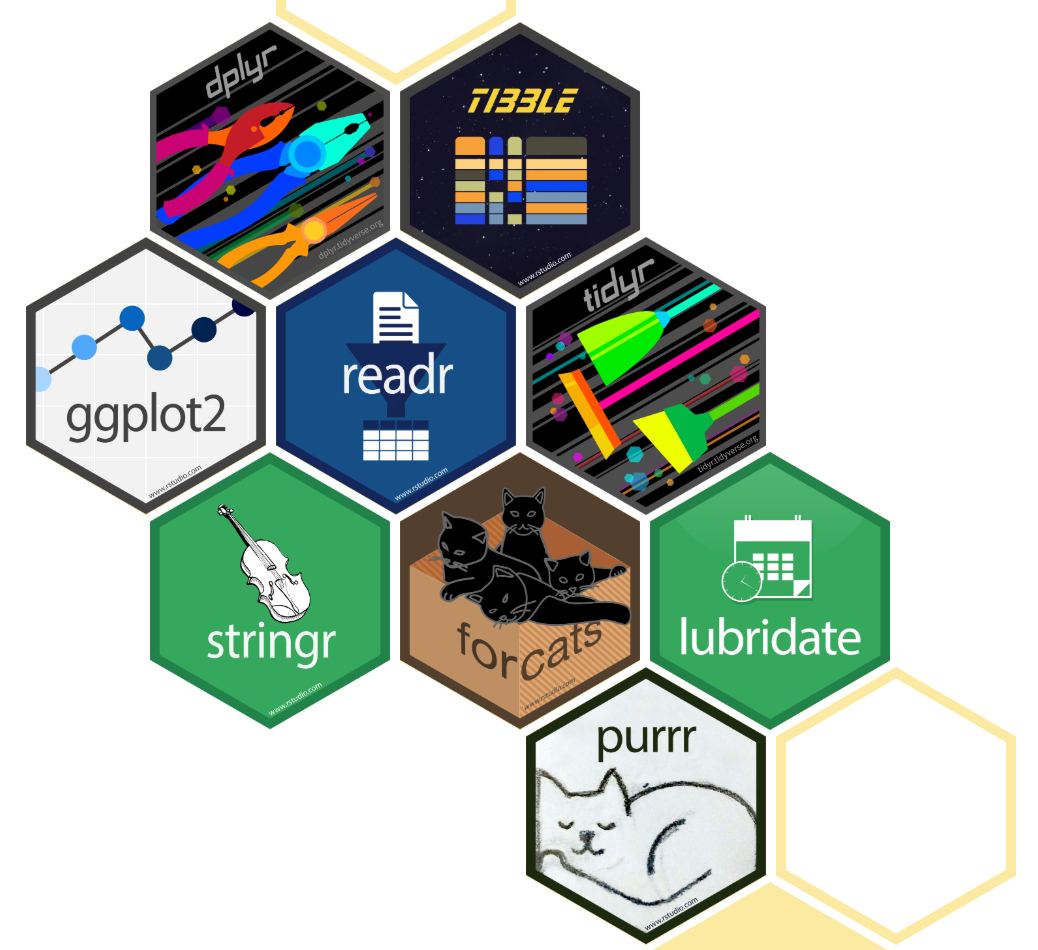 dplyr
dplyr.tidyverse.org
TIBBLE
www.rstudio.com
ggplot2
www.rstudio.com
readr
www.rstudio.com
tidyr
tidyr.tidyverse.org
stringr
www.rstudio.com
forcats
www.rstudio.com
lubridate
purrr
www.rstudio.com